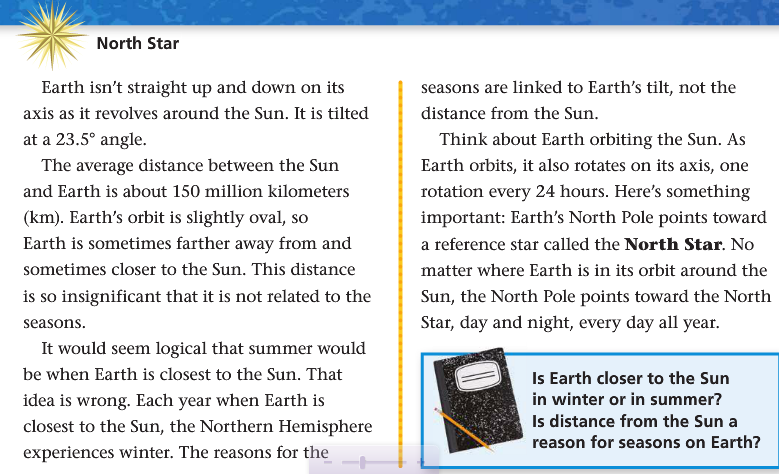 North Star
Earth isn't straight up and down on its
axis as it revolves around the Sun. It is tilted
at a 23.5° angle.
The average distance between the Sun
and Earth is about 150 million kilometers
(km). Earth's orbit is slightly oval, so
Earth is sometimes farther away from and
sometimes closer to the Sun. This distance
is so insignificant that it is not related to the
seasons.
It would seem logical that summer would
be when Earth is closest to the Sun. That
idea is wrong. Each year when Earth is
closest to the Sun, the Northern Hemisphere
experiences winter. The reasons for the
seasons are linked to Earth's tilt, not the
distance from the Sun.
Think about Earth orbiting the Sun. As
Earth orbits, it also rotates on its axis, one
rotation every 24 hours. Here's something
important: Earth's North Pole points toward
a reference star called the North Star. No
matter where Earth is in its orbit around the
Sun, the North Pole points toward the North
Star, day and night, every day all year.
Is Earth closer to the Sun
in winter or in summer?
Is distance from the Sun a
reason for seasons on Earth?